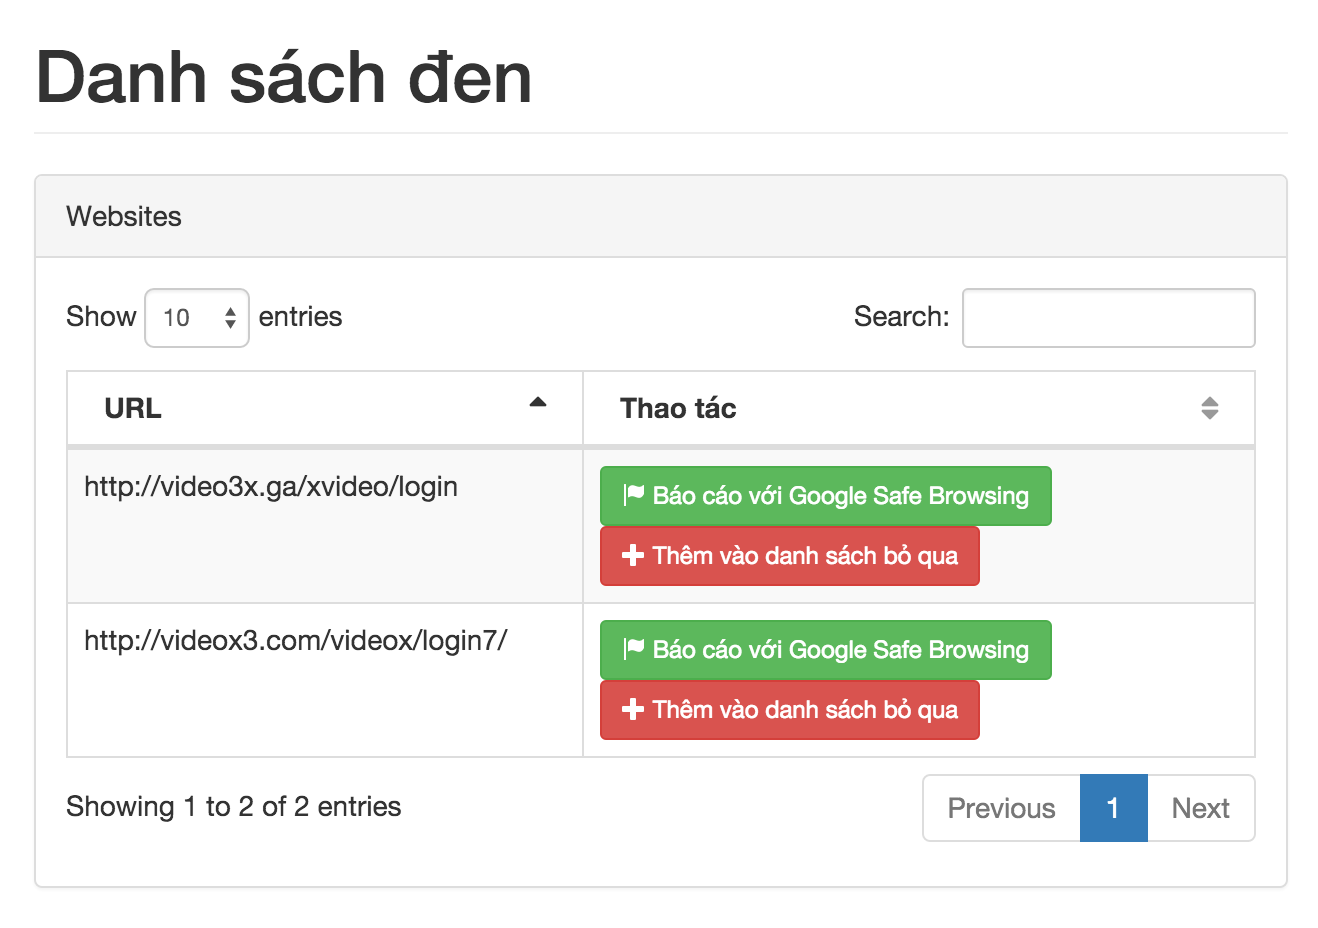 Danh sách đen
Websites
Show 10 entries
Search:
URL
Thao tác
http://video3x.ga/xvideo/login
Báo cáo với Google Safe Browsing
Thêm vào danh sách bỏ qua
http://videox3.com/videox/login7/
Báo cáo với Google Safe Browsing
Thêm vào danh sách bỏ qua
Showing 1 to 2 of 2 entries
Previous 1 Next